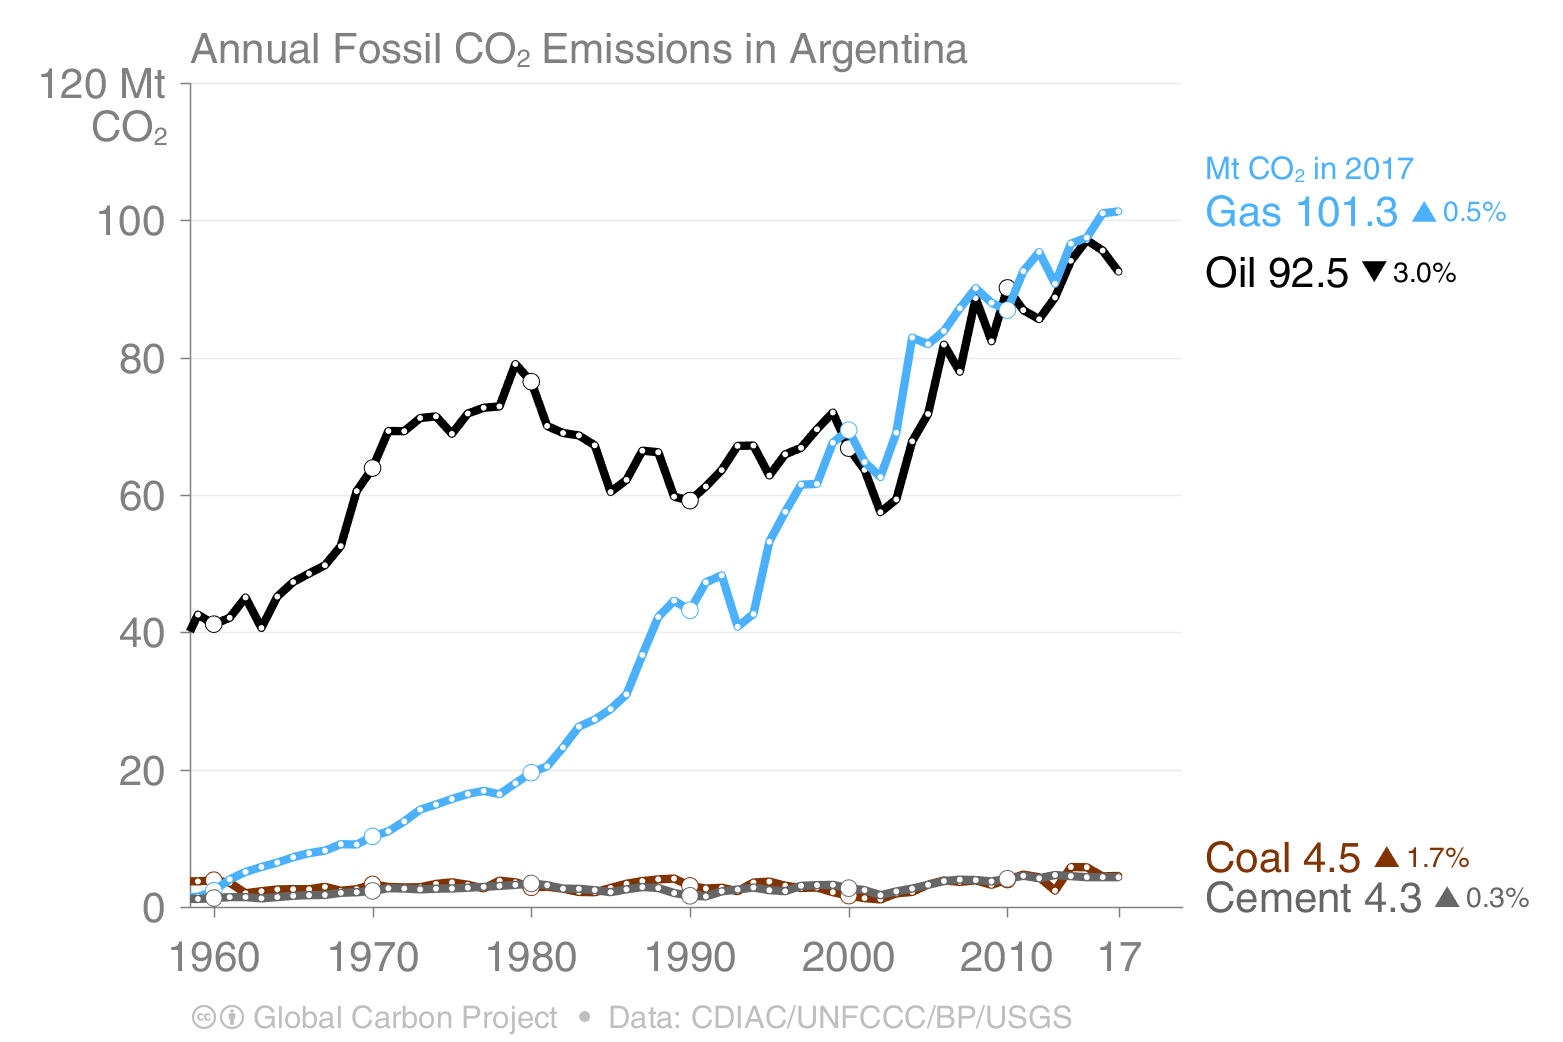 Annual Fossil CO₂ Emissions in Argentina
120 Mt
CO₂
100
80
60
40
20
0
Mt CO₂ in 2017
Gas 101.3 ▲ 0.5%
Oil 92.5 ▼ 3.0%
Coal 4.5 ▲ 1.7%
Cement 4.3 ▲ 0.3%
1960 1970 1980 1990 2000 2010 17
cc Global Carbon Project • Data: CDIAC/UNFCCC/BP/USGS